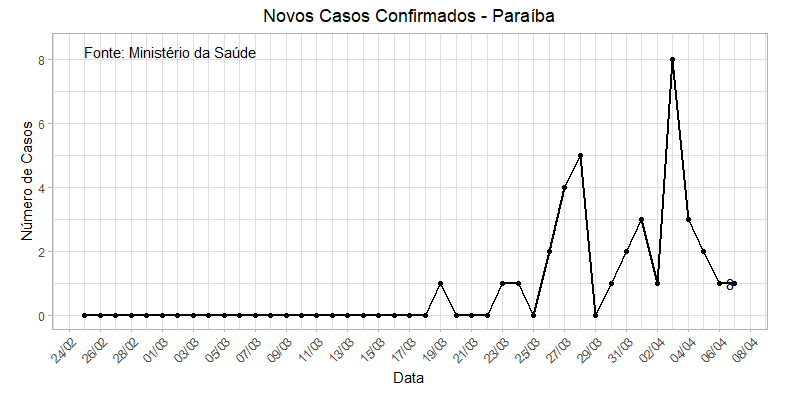 Novos Casos Confirmados - Paraíba
Fonte: Ministério da Saúde
Número de Casos
8
6
4
2
0
8
24/02 26/02 28/02 01/03 03/03 05/03 07/03 09/03 11/03 13/03 15/03 17/03 19/03 21/03 23/03 25/03 27/03 29/03 31/03 02/04 04/04 06/04 08/04
Data